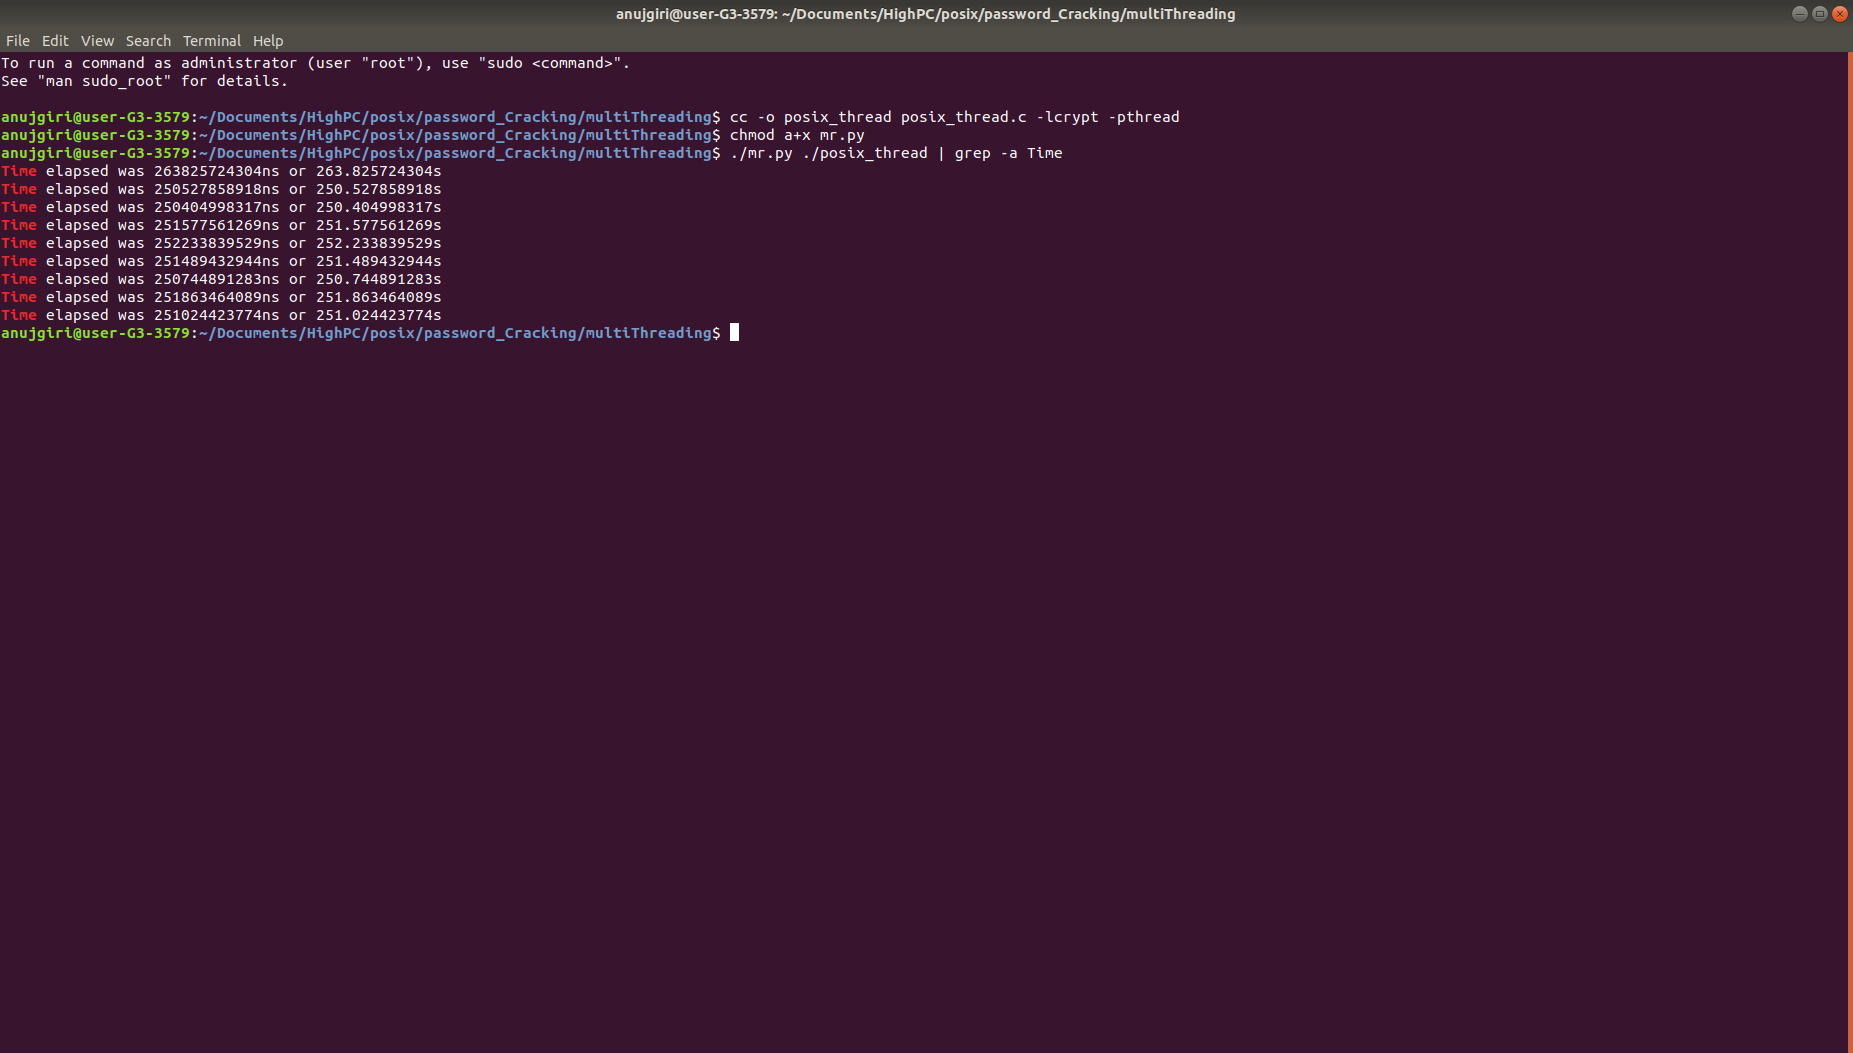 anujgiri@user-G3-3579: ~/Documents/HighPC/posix/password_Cracking/multiThreading
File Edit View Search Terminal Help
To run a command as administrator (user "root"), use "sudo <command>".
See "man sudo_root" for details.
anujgiri@user-G3-3579:~/Documents/HighPC/posix/password_Cracking/multiThreading$ cc -o posix_thread posix_thread.c -lcrypt -pthread
anujgiri@user-G3-3579:~/Documents/HighPC/posix/password_Cracking/multiThreading$ chmod a+x mr.py
anujgiri@user-G3-3579:~/Documents/HighPC/posix/password_Cracking/multiThreading$ ./mr.py ./posix_thread | grep -a Time
Time elapsed was 263825724304ns or 263.825724304s
Time elapsed was 250527858918ns or 250.527858918s
Time elapsed was 250404998317ns or 250.404998317s
Time elapsed was 251577561269ns or 251.577561269s
Time elapsed was 252233839529ns or 252.233839529s
Time elapsed was 251489432944ns or 251.489432944s
Time elapsed was 250744891283ns or 250.744891283s
Time elapsed was 251863464089ns or 251.863464089s
Time elapsed was 251024423774ns or 251.024423774s
anujgiri@user-G3-3579:~/Documents/HighPC/posix/password_Cracking/multiThreading$